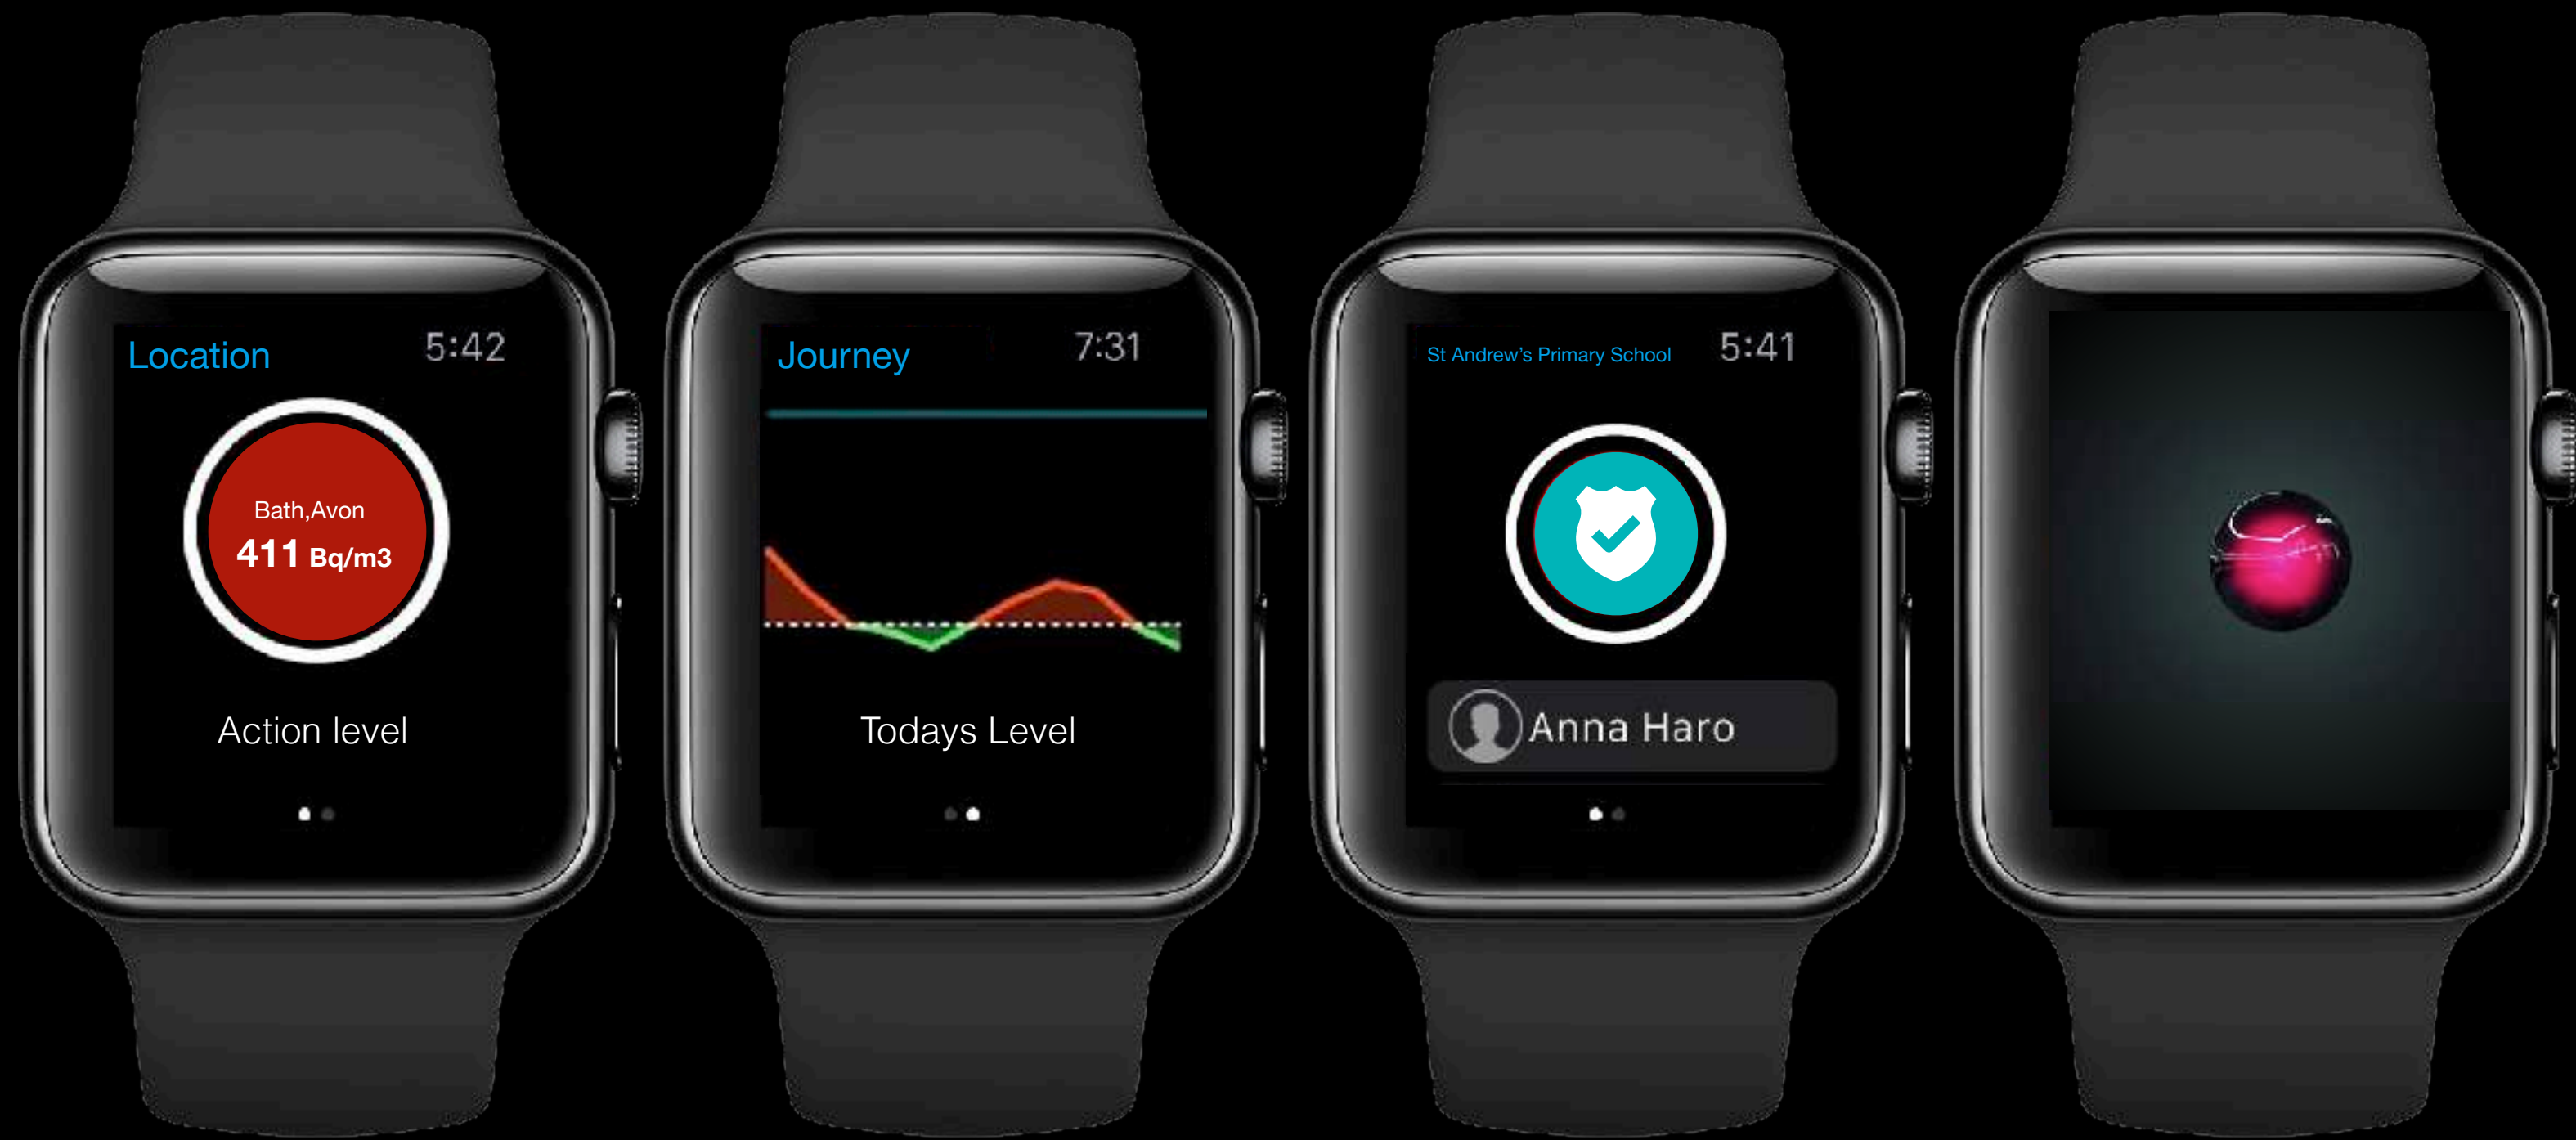 Location 5:42
Bath,Avon
411 Bq/m3
Action level
Journey 7:31
Todays Level
St Andrew's Primary School 5:41
Anna Haro